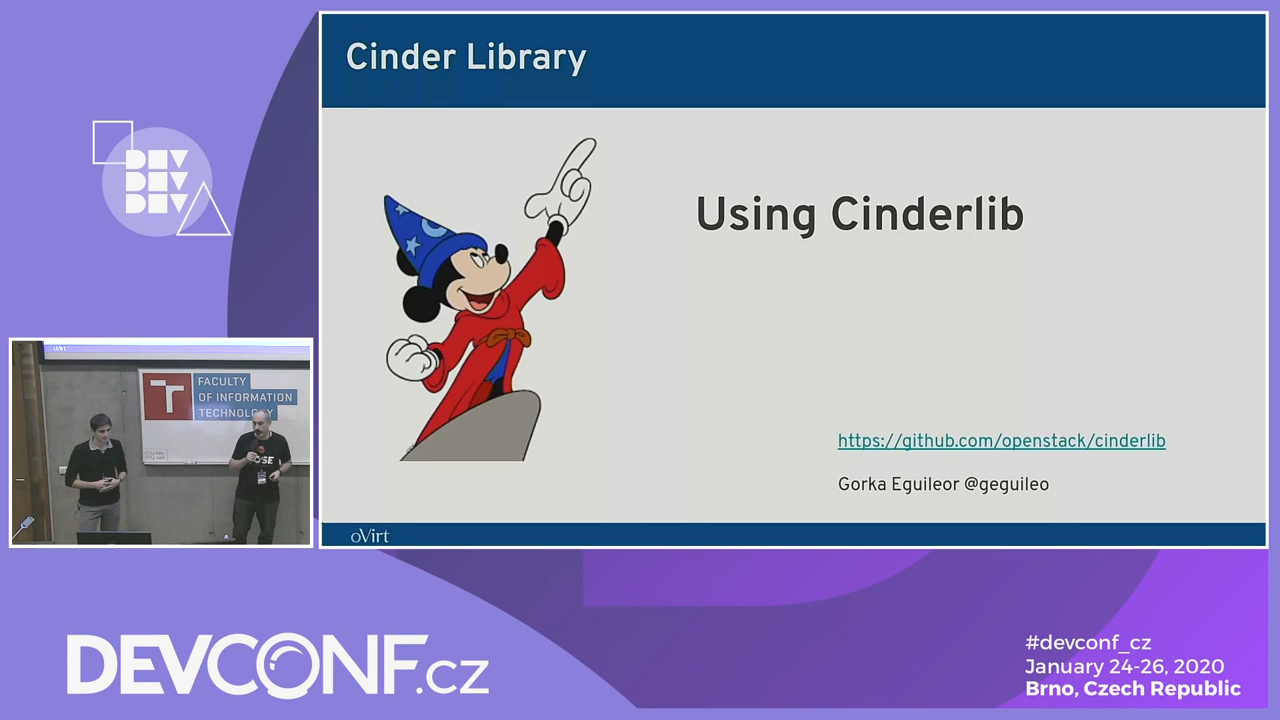 Cinder Library
DEV
DEV
DEV
Using Cinderlib
FACULTY
OF INFORMATION
TECHNOLOGY
https://github.com/openstack/cinderlib
Gorka Eguileor @geguileo
oVirt
DEVCONF.cz
#devconf_cz
January 24-26, 2020
Brno, Czech Republic